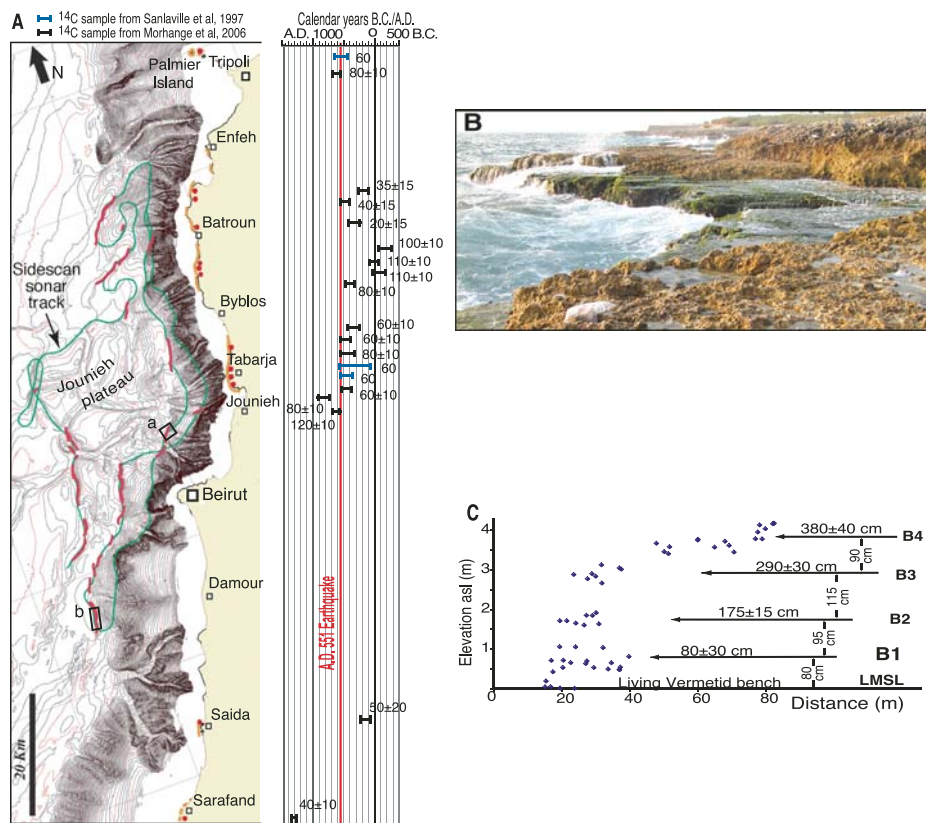 A
¹⁴C sample from Sanlaville et al, 1997
¹⁴C sample from Morhange et al, 2006
N
Palmier
Island
Tripoli
Enfeh
Batroun
Sidescan
sonar
track
Byblos
Jounieh
plateau
Tabarja
Jounieh
a
Beirut
Damour
b
Saida
20 Km
Sarafand
Calendar years B.C./A.D.
A.D. 1000 0 500 B.C.
60
80±10
35±15
40±15
20±15
100±10
110±10
110±10
80±10
60±10
60±10
80±10
60
60
60±10
80±10
120±10
A.D. 551 Earthquake
50±20
40±10
B
C
Elevation asl (m)
4
3
2
1
0
380±40 cm
B4
90
cm
290±30 cm
B3
115
cm
175±15 cm
B2
95
cm
80±30 cm
B1
80
cm
Living Vermetid bench
LMSL
0 20 40 60 80
Distance (m)